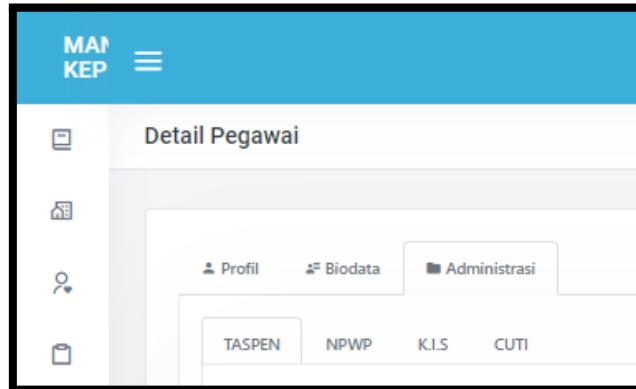 MAN
KEP
Detail Pegawai
Profil Biodata Administrasi
TASPEN NPWP K.I.S CUTI